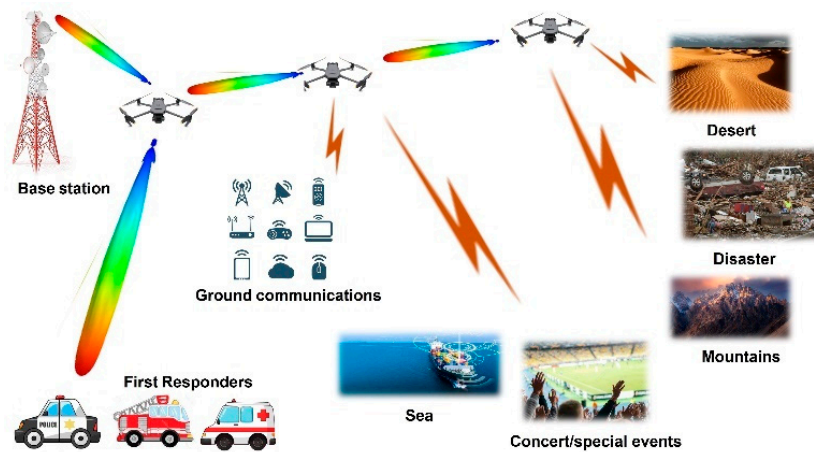 Desert
Base station
Disaster
Ground communications
Mountains
First Responders
POLICE
Sea
Concert/special events